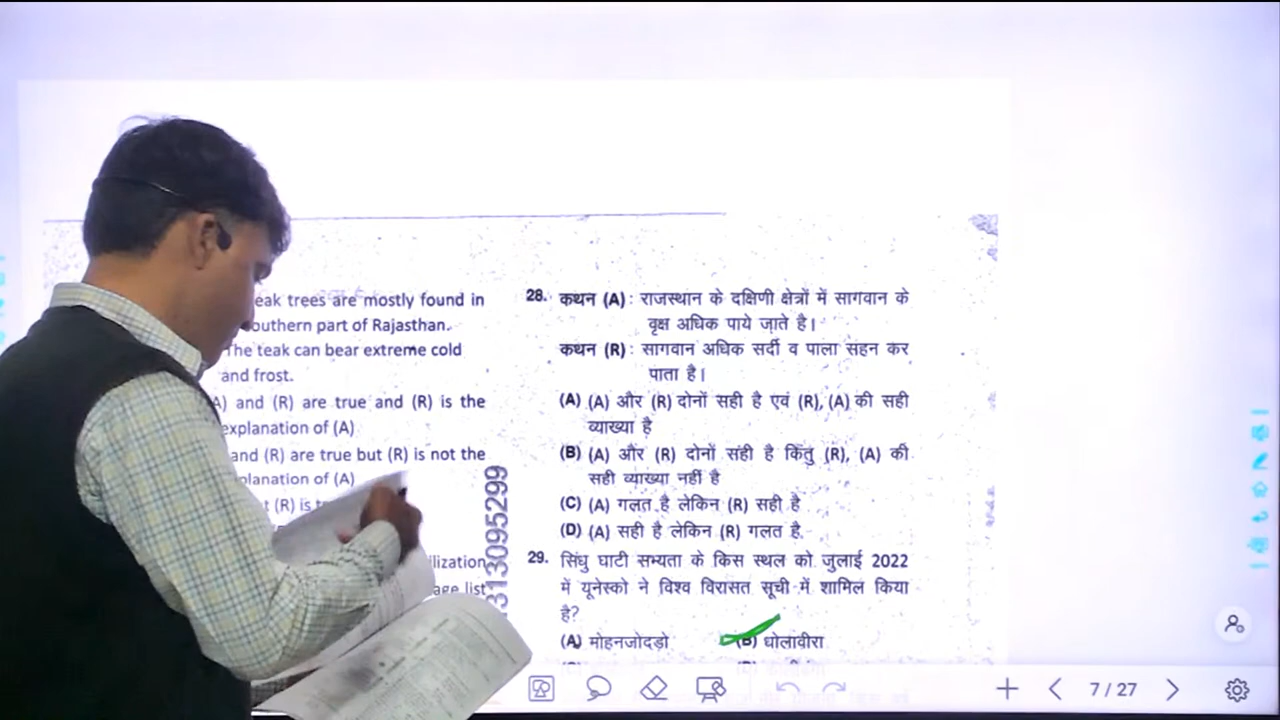 eak trees are mostly found in
outhern part of Rajasthan.
The teak can bear extreme cold
and frost.
A) and (R) are true and (R) is the
explanation of (A)
and (R) are true but (R) is not the
planation of (A)
t (R) is
ilization
age list
313095299
28. कथन (A) : राजस्थान के दक्षिणी क्षेत्रों में सागवान के
वृक्ष अधिक पाये जाते है।
कथन (R) : सागवान अधिक सर्दी व पाला सहन कर
पाता है।
(A) (A) और (R) दोनों सही है एवं (R), (A) की सही
व्याख्या है
(B) (A) और (R) दोनों सही है किंतु (R), (A) की
सही व्याख्या नहीं है
(C) (A) गलत है लेकिन (R) सही है
(D) (A) सही है लेकिन (R) गलत है
29. सिंधु घाटी सभ्यता के किस स्थल को जुलाई 2022
में यूनेस्को ने विश्व विरासत सूची में शामिल किया
है?
(A) मोहनजोदड़ो (B) धोलावीरा
7 / 27